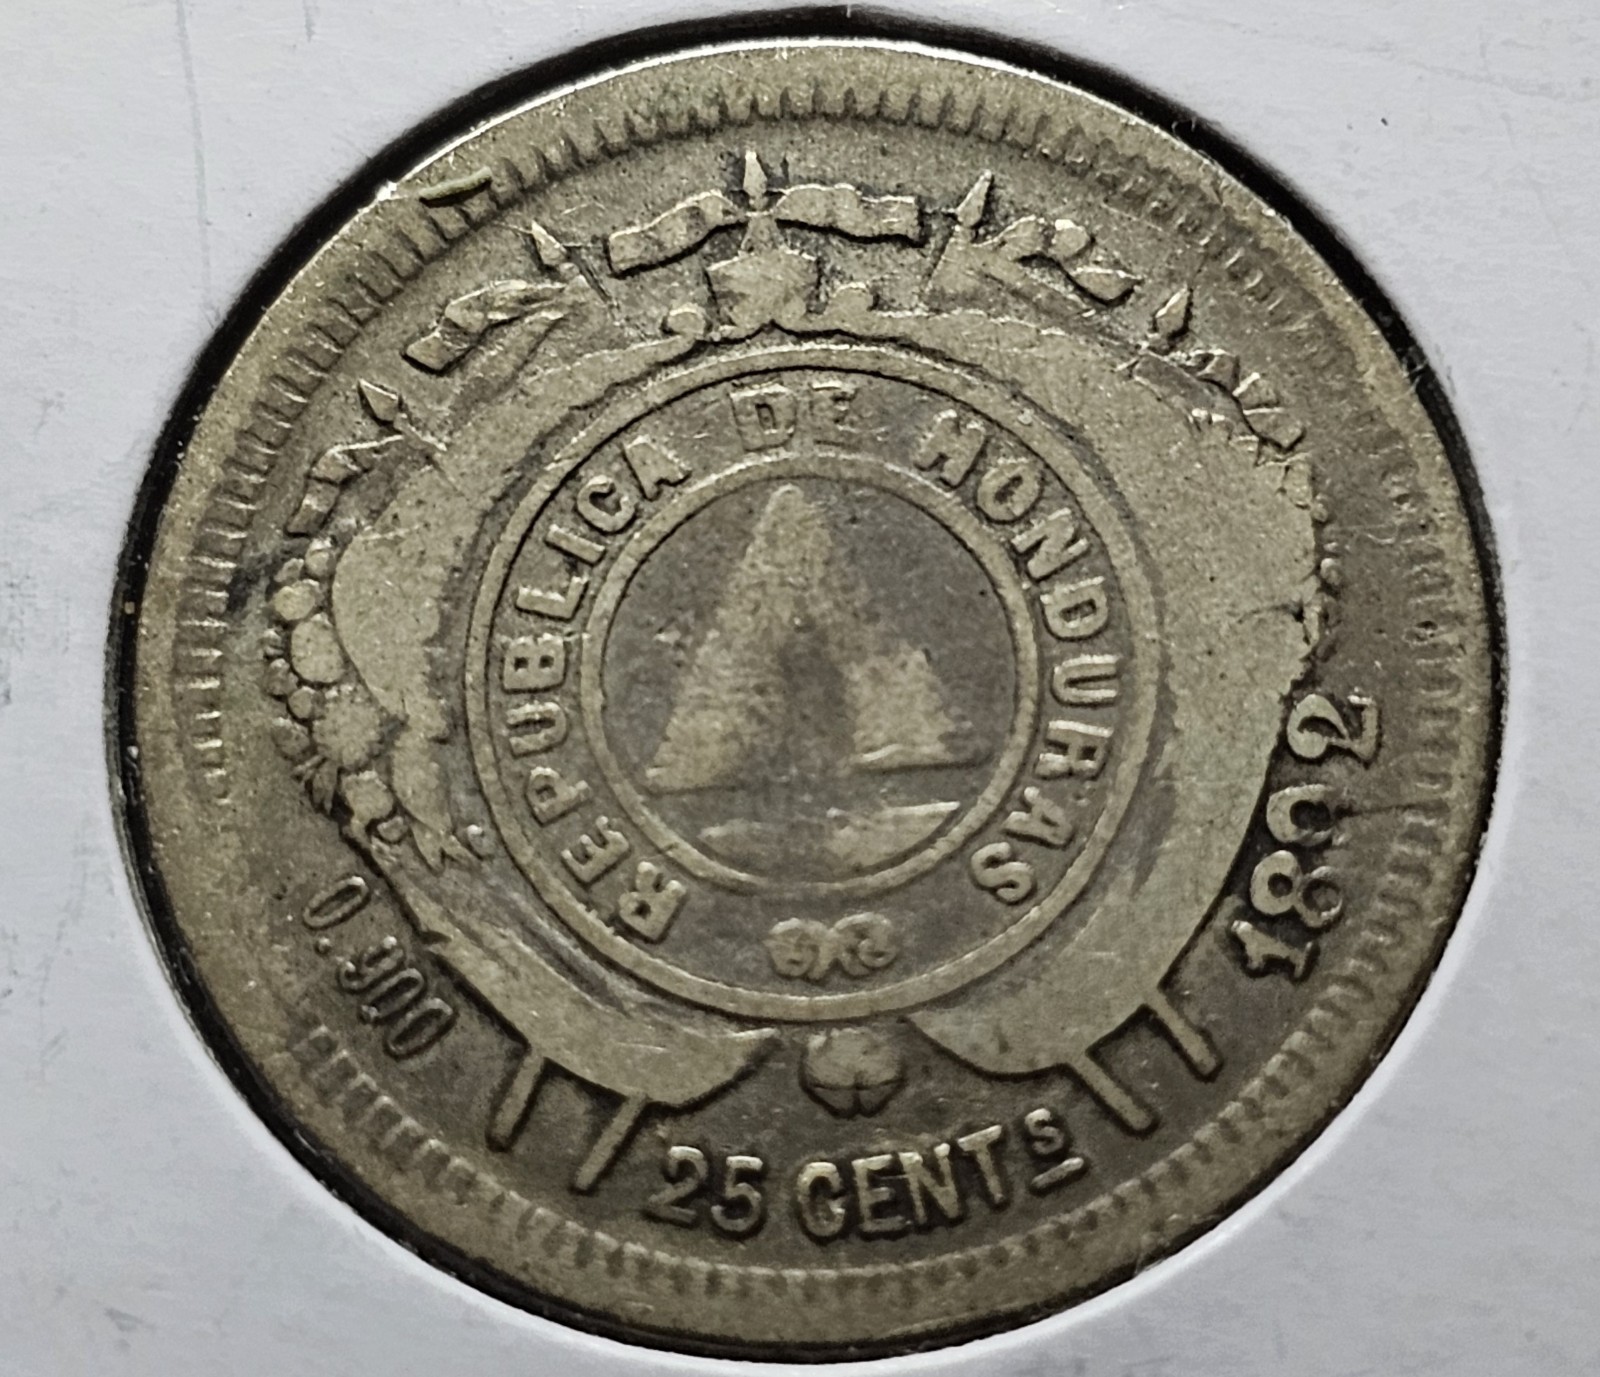 REPUBLICA DE HONDURAS
0.900
25 CENTS
1892